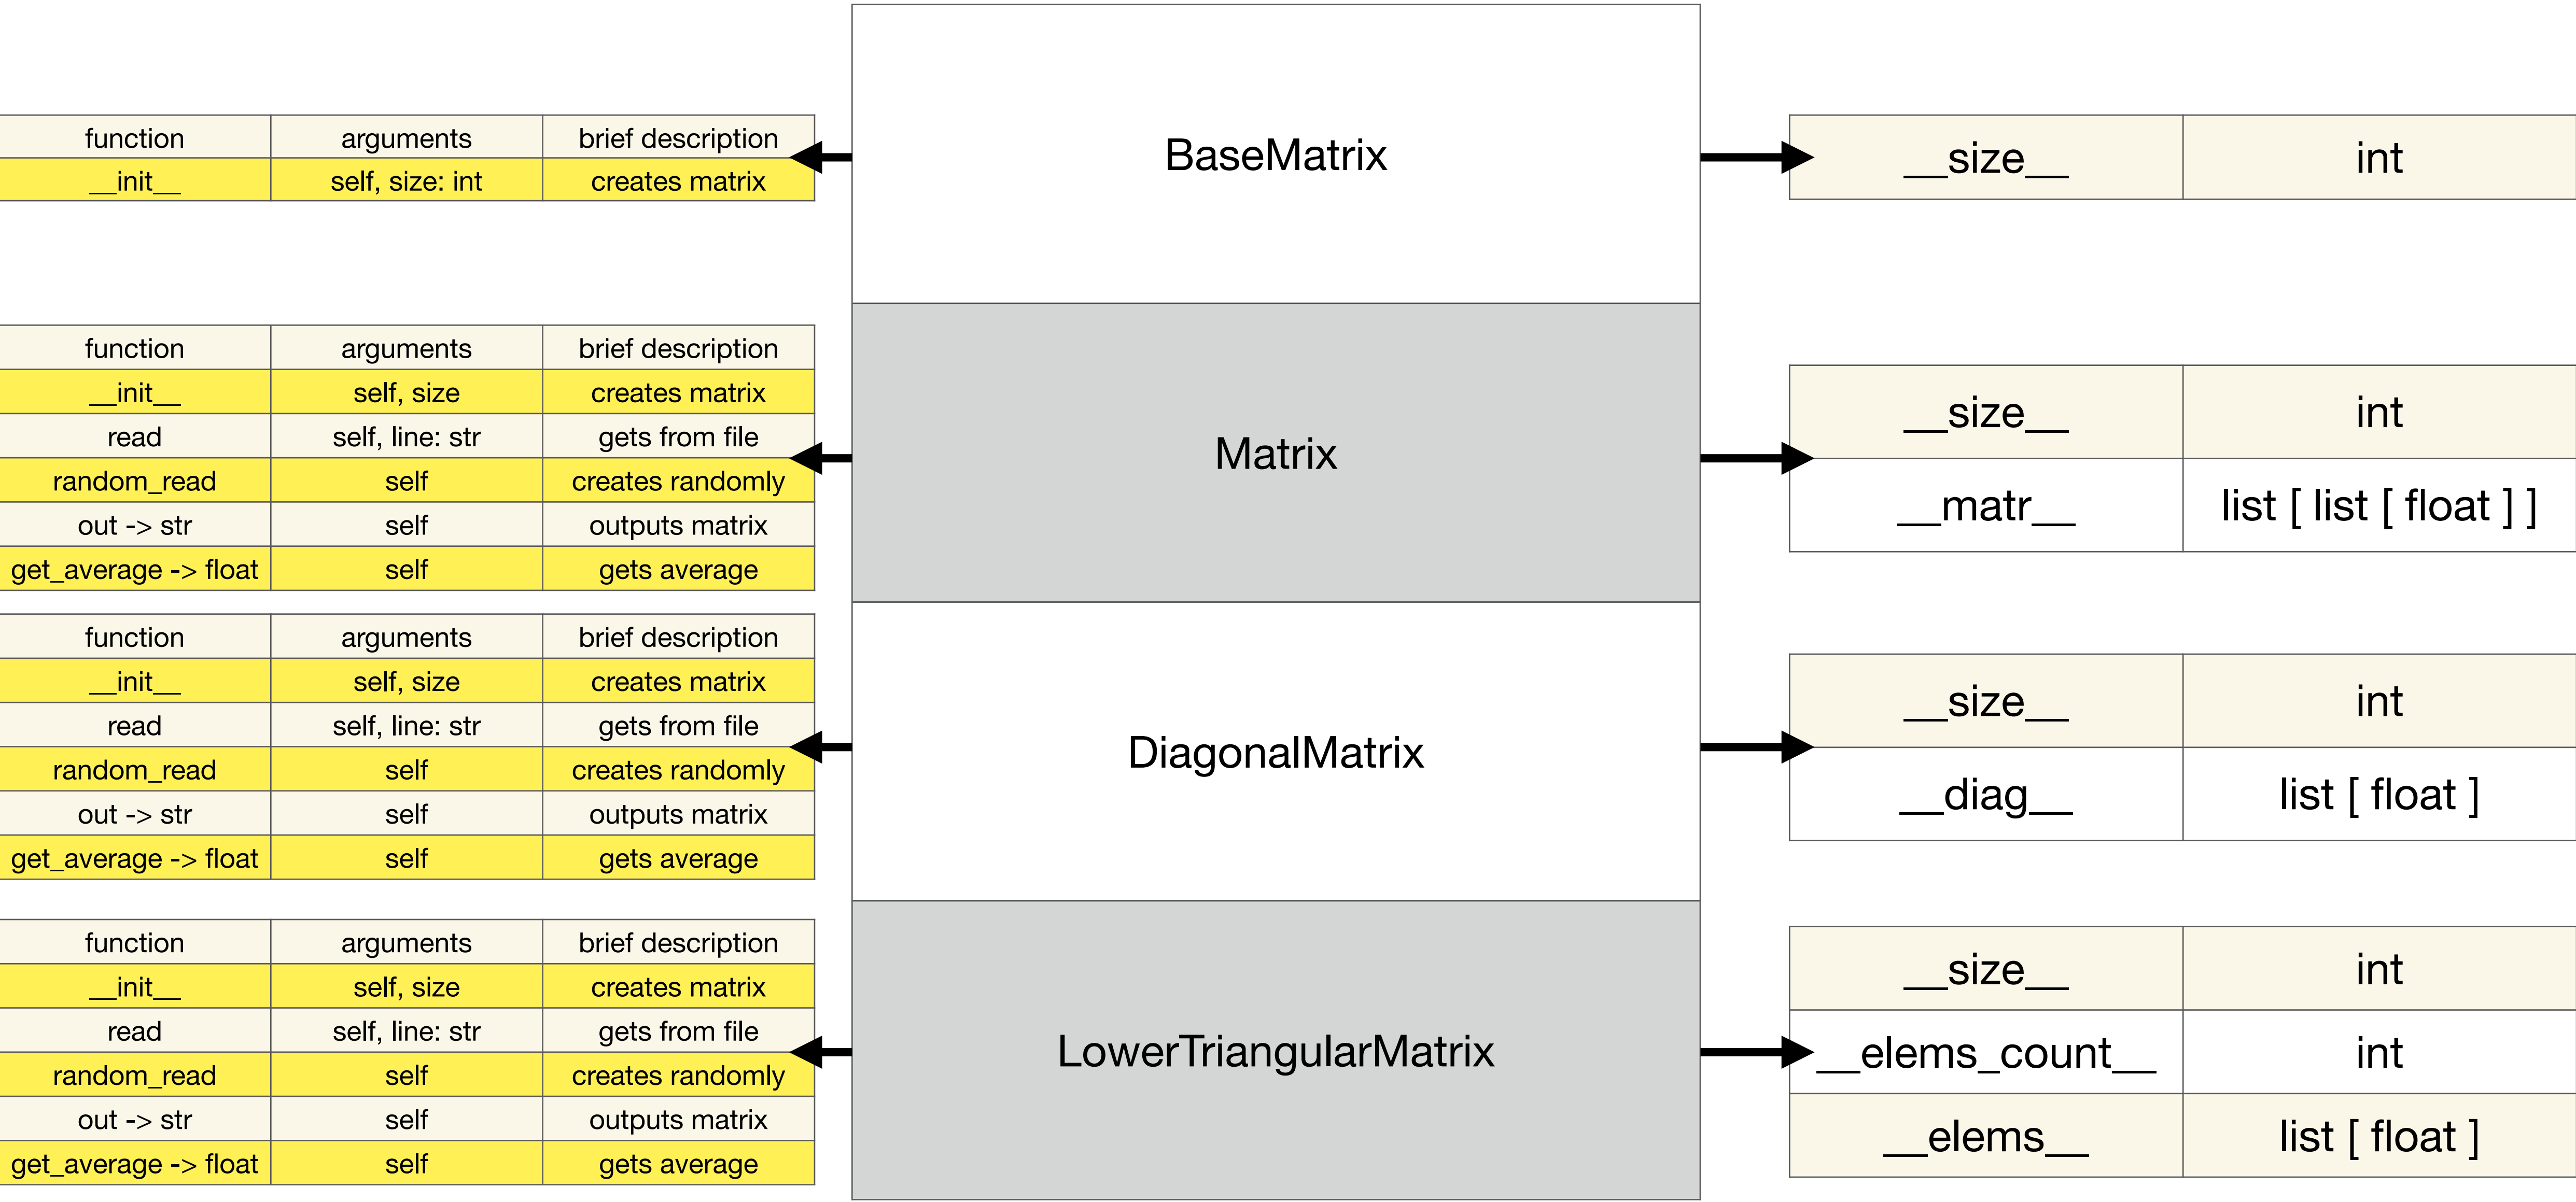 function arguments brief description
__init__ self, size: int creates matrix
BaseMatrix
__size__ int
function arguments brief description
__init__ self, size creates matrix
read self, line: str gets from file
random_read self creates randomly
out -> str self outputs matrix
get_average -> float self gets average
Matrix
__size__ int
__matr__ list [ list [ float ] ]
function arguments brief description
__init__ self, size creates matrix
read self, line: str gets from file
random_read self creates randomly
out -> str self outputs matrix
get_average -> float self gets average
DiagonalMatrix
__size__ int
__diag__ list [ float ]
function arguments brief description
__init__ self, size creates matrix
read self, line: str gets from file
random_read self creates randomly
out -> str self outputs matrix
get_average -> float self gets average
LowerTriangularMatrix
__size__ int
__elems_count__ int
__elems__ list [ float ]